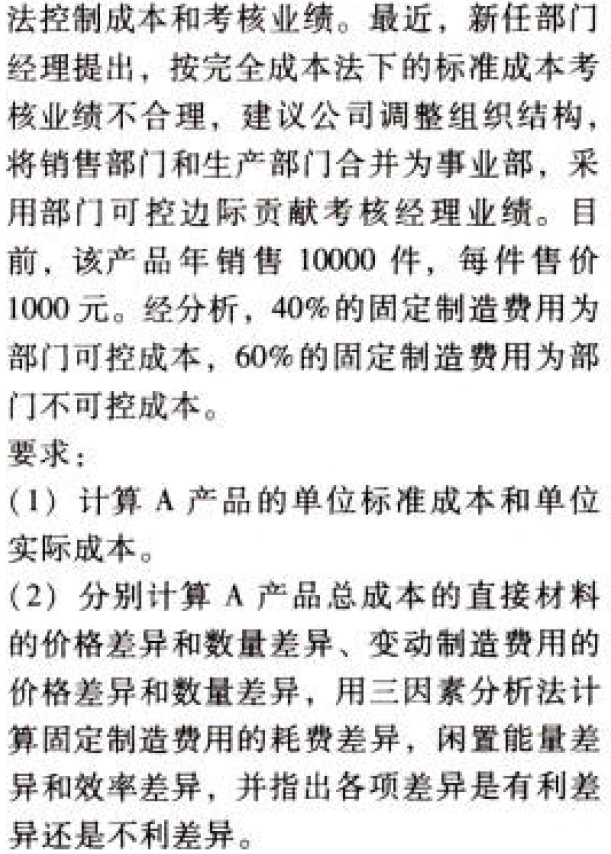 法控制成本和考核业绩。最近，新任部门
经理提出，按完全成本法下的标准成本考
核业绩不合理，建议公司调整组织结构，
将销售部门和生产部门合并为事业部，采
用部门可控边际贡献考核经理业绩。目
前，该产品年销售 10000 件，每件售价
1000 元。经分析，40%的固定制造费用为
部门可控成本，60%的固定制造费用为部
门不可控成本。
要求：
(1) 计算 A 产品的单位标准成本和单位
实际成本。
(2) 分别计算 A 产品总成本的直接材料
的价格差异和数量差异、变动制造费用的
价格差异和数量差异，用三因素分析法计
算固定制造费用的耗费差异，闲置能量差
异和效率差异，并指出各项差异是有利差
异还是不利差异。